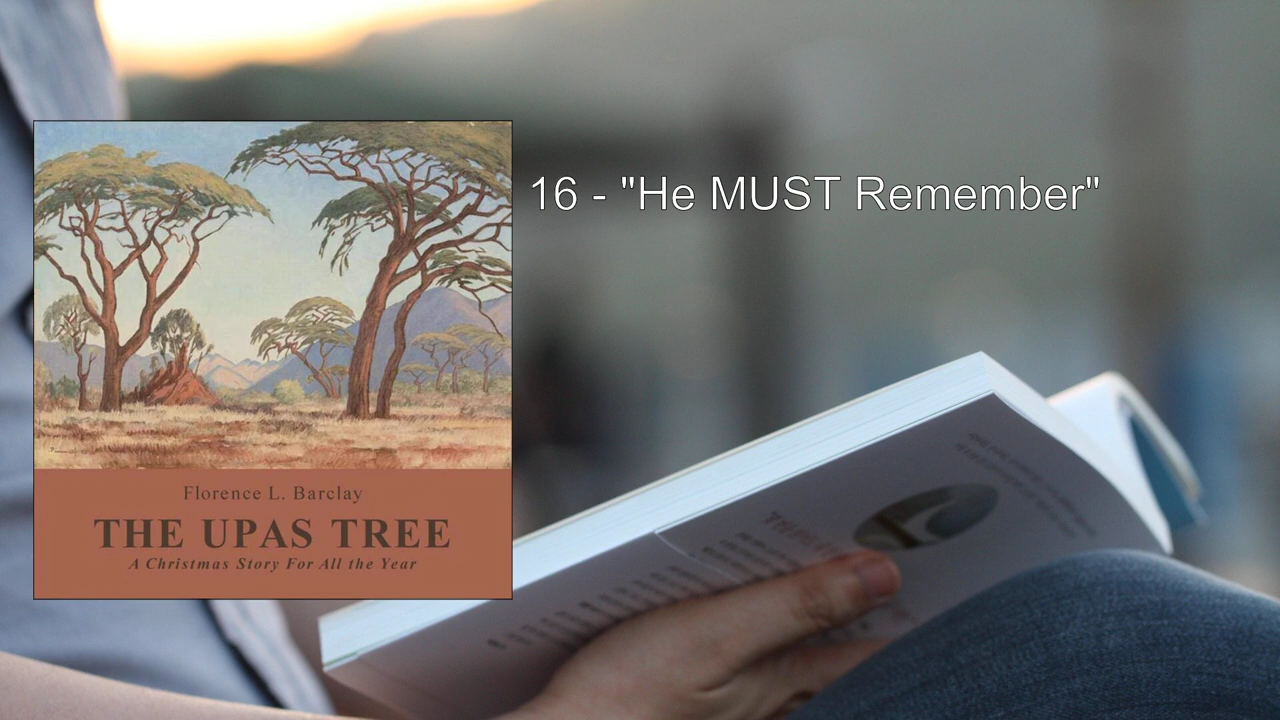 16 - "He MUST Remember"
Florence L. Barclay
THE UPAS TREE
A Christmas Story For All the Year